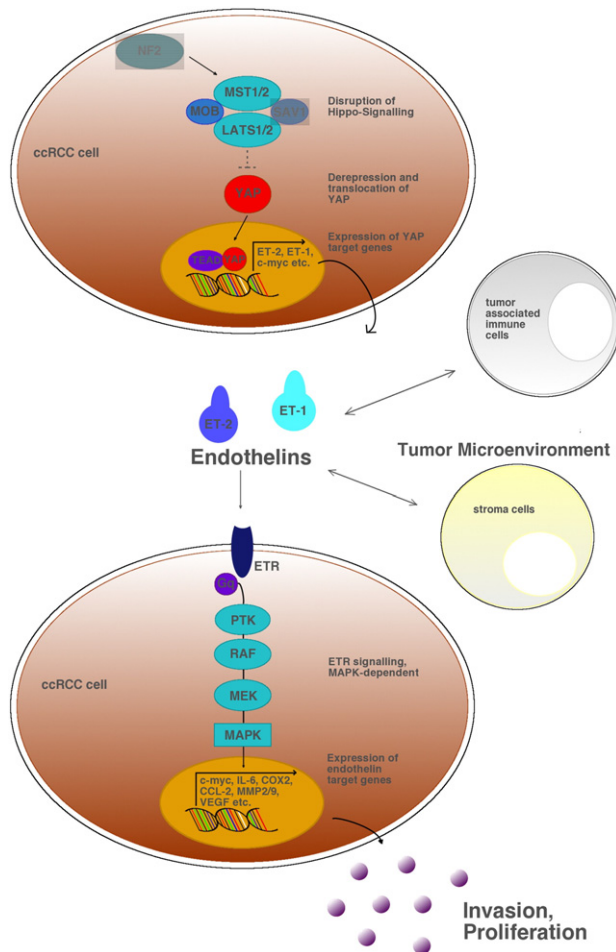 NF2
MST1/2
MOB
SAV1
LATS1/2
Disruption of
Hippo-Signalling
ccRCC cell
YAP
Derepression and
translocation of
YAP
Expression of YAP
target genes
TEAD
YAP
ET-2, ET-1,
c-myc etc.
tumor
associated
immune
cells
ET-2
ET-1
Endothelins
Tumor Microenvironment
stroma cells
ETR
Gq
PTK
RAF
MEK
MAPK
ccRCC cell
ETR signalling,
MAPK-dependent
Expression of
endothelin
target genes
c-myc, IL-6, COX2,
CCL-2, MMP2/9,
VEGF etc.
Invasion,
Proliferation